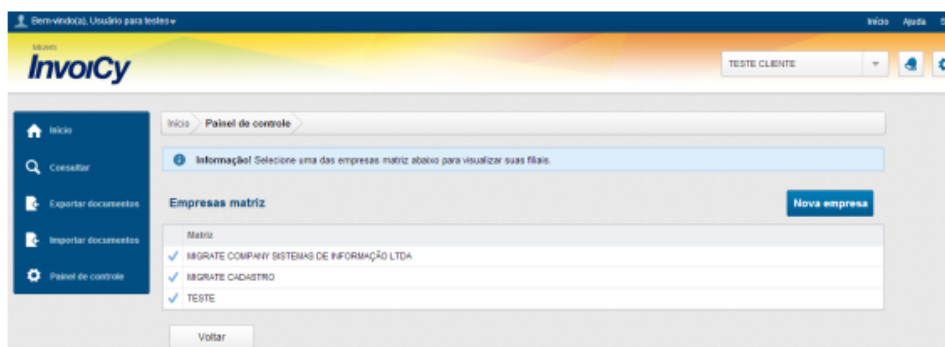 Bem-vindo(a), Usuário para testes
Início Ajuda
InvoiCy
TESTE CLIENTE
Início
Consultar
Exportar documentos
Importar documentos
Painel de controle
Início Painel de controle
Informação! Selecione uma das empresas matriz abaixo para visualizar suas filiais.
Empresas matriz
Nova empresa
Matriz
MIGRATE COMPANY SISTEMAS DE INFORMAÇÃO LTDA
MIGRATE CADASTRO
TESTE
Voltar